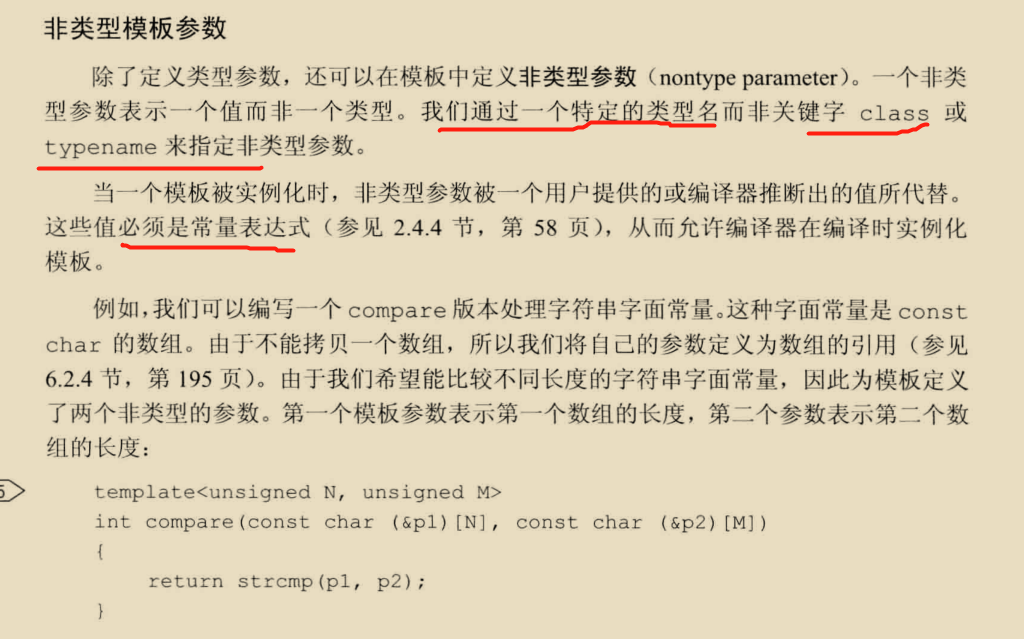 非类型模板参数
除了定义类型参数，还可以在模板中定义非类型参数（nontype parameter）。一个非类
型参数表示一个值而非一个类型。我们通过一个特定的类型名而非关键字 class 或
typename 来指定非类型参数。
当一个模板被实例化时，非类型参数被一个用户提供的或编译器推断出的值所代替。
这些值必须是常量表达式（参见 2.4.4 节，第 58 页），从而允许编译器在编译时实例化
模板。
例如，我们可以编写一个 compare 版本处理字符串字面常量。这种字面常量是 const
char 的数组。由于不能拷贝一个数组，所以我们将自己的参数定义为数组的引用（参见
6.2.4 节，第 195 页）。由于我们希望能比较不同长度的字符串字面常量，因此为模板定义
了两个非类型的参数。第一个模板参数表示第一个数组的长度，第二个参数表示第二个数
组的长度：
template<unsigned N, unsigned M>
int compare(const char (&p1)[N], const char (&p2)[M])
{
return strcmp(p1, p2);
}